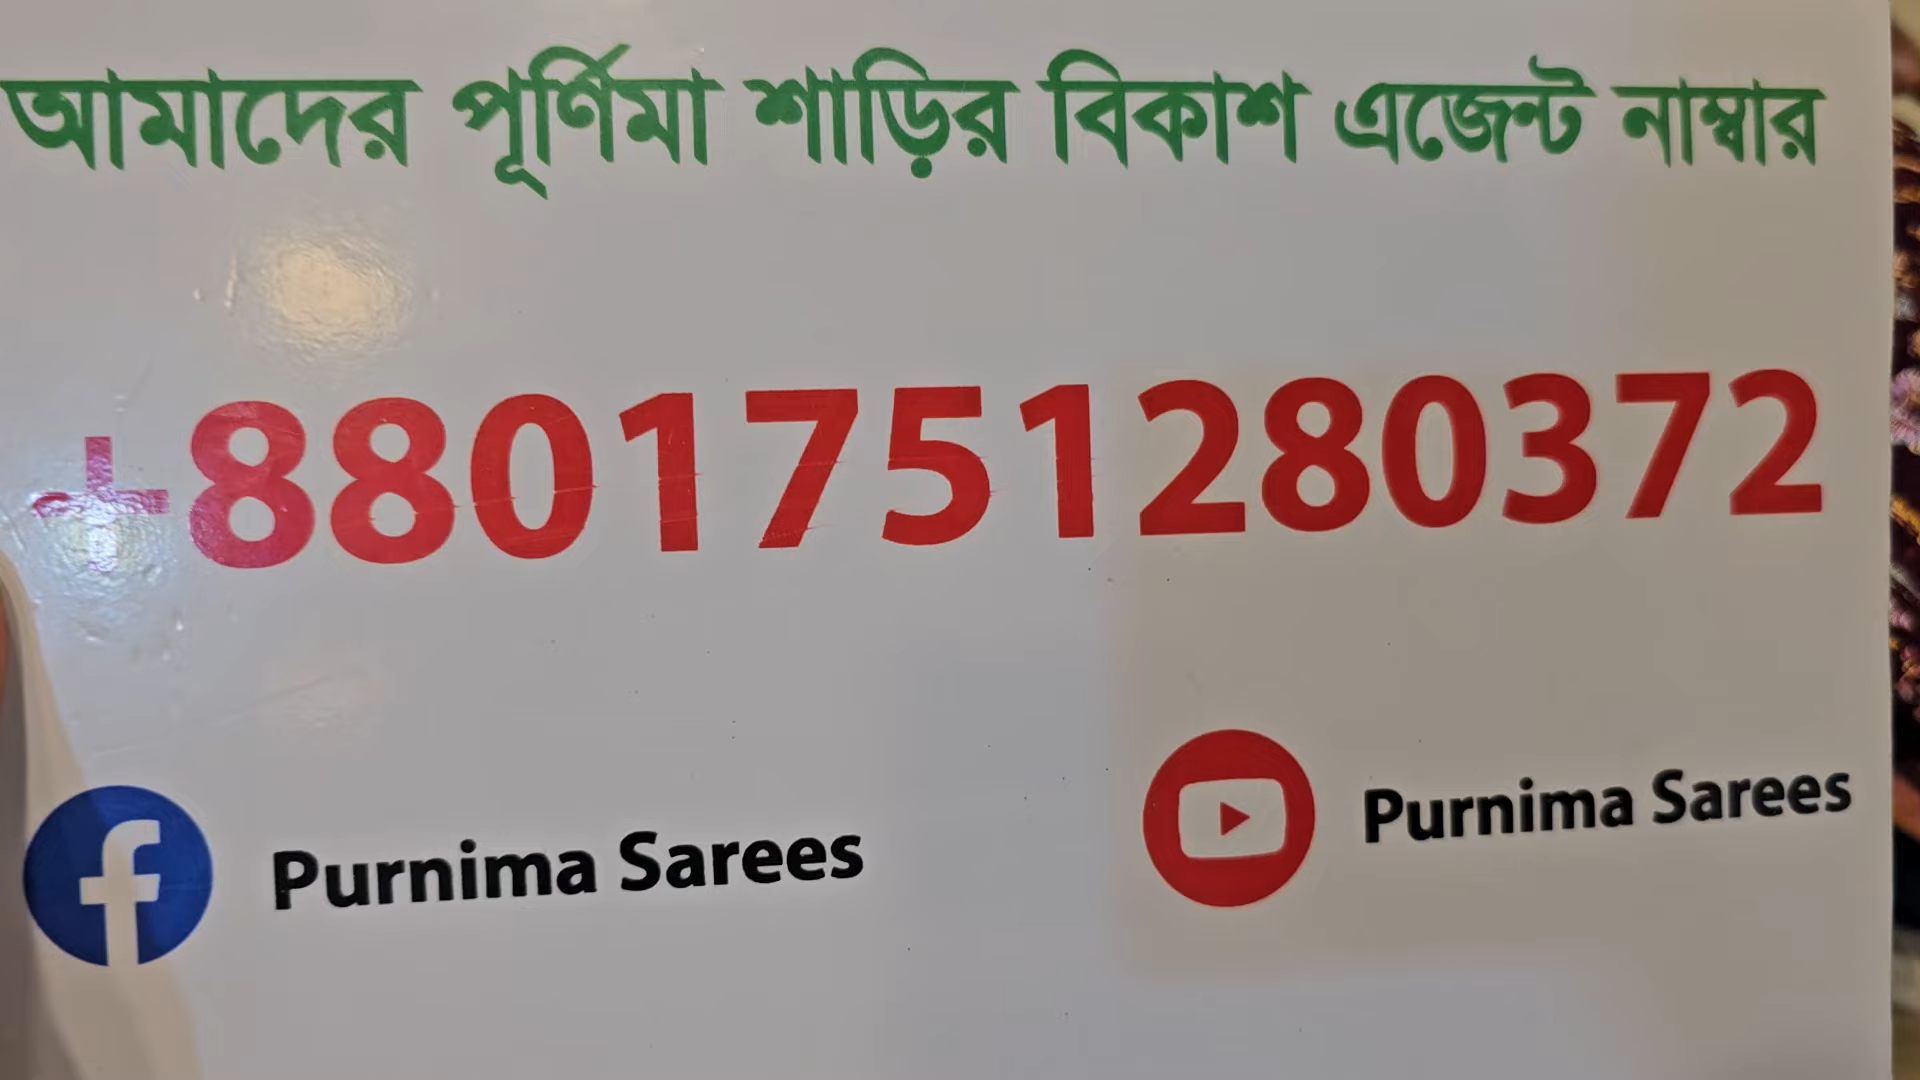 আমাদের পূর্ণিমা শাড়ির বিকাশ এজেন্ট নাম্বার
+8801751280372
Purnima Sarees
Purnima Sarees